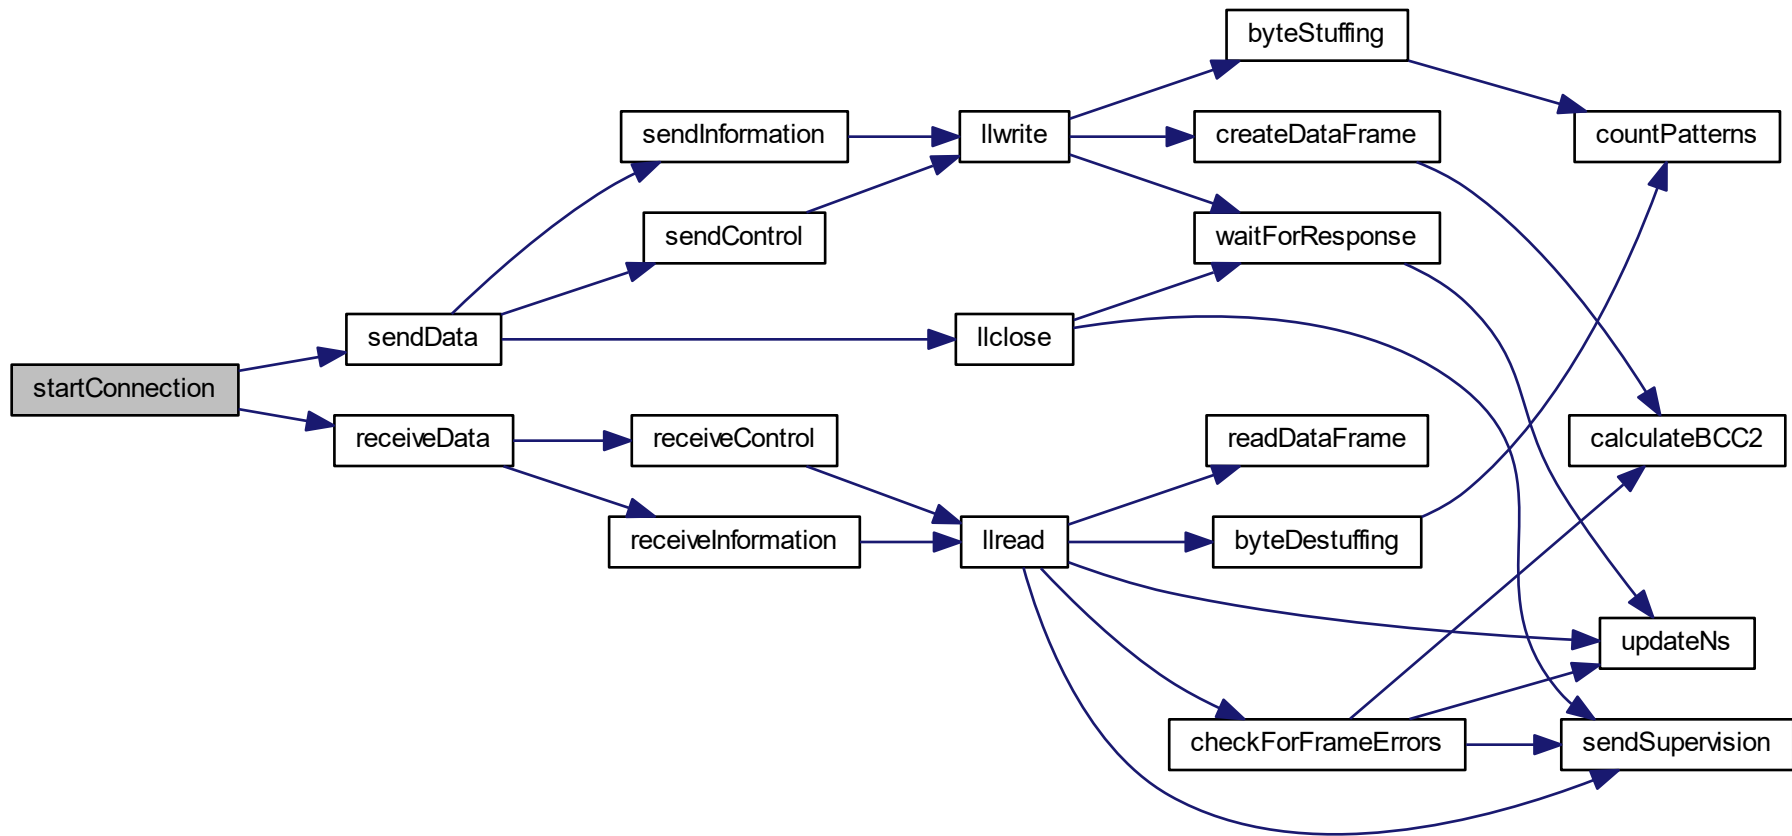 byteStuffing
sendInformation
llwrite
createDataFrame
countPatterns
sendControl
waitForResponse
sendData
llclose
startConnection
receiveData
receiveControl
readDataFrame
calculateBCC2
receiveInformation
llread
byteDestuffing
updateNs
checkForFrameErrors
sendSupervision